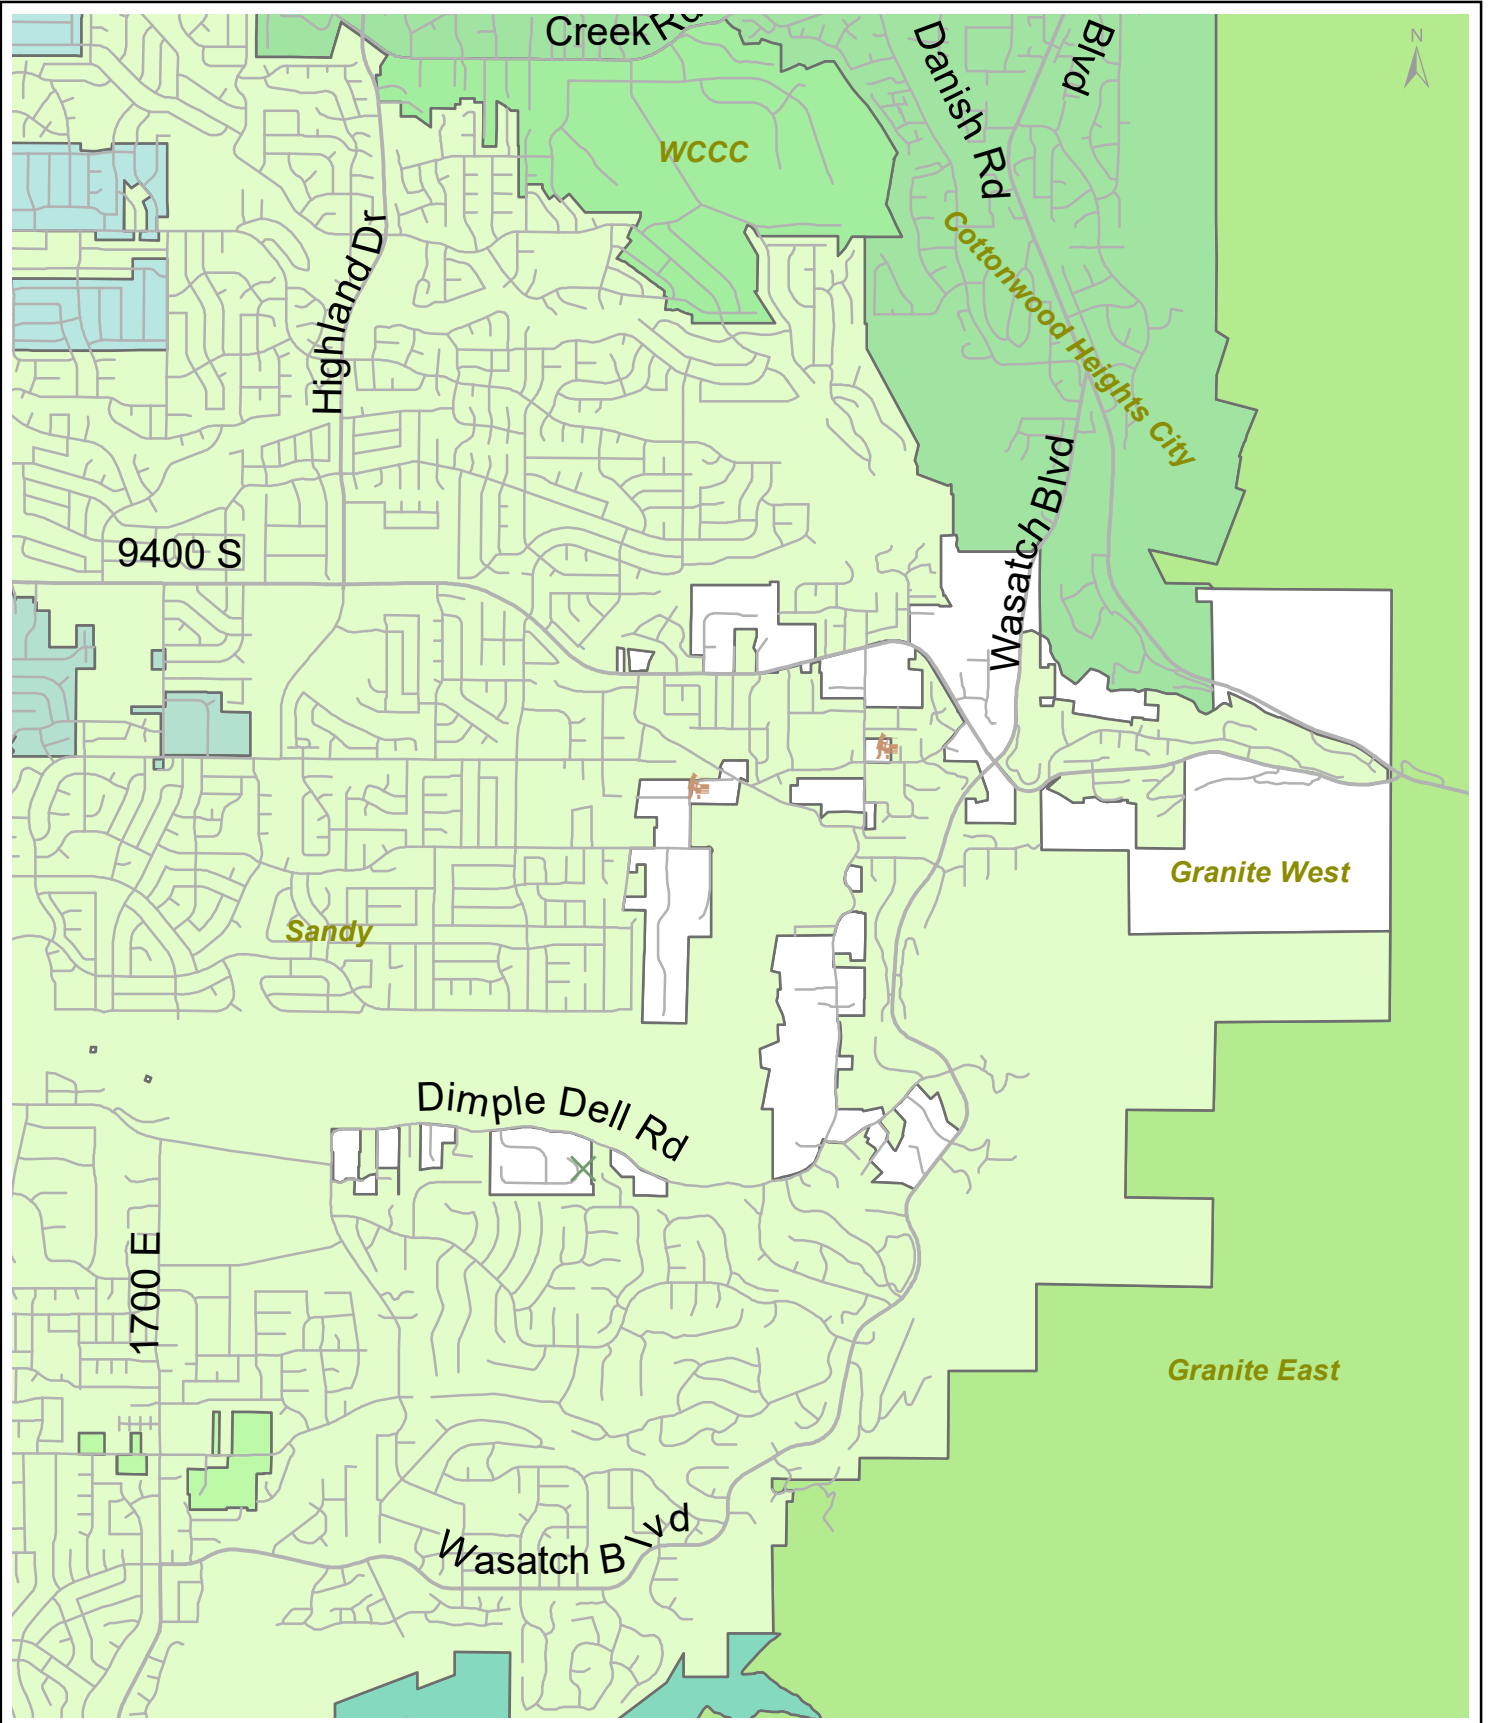 Creek Rd
Danish Rd
Blvd
N
WCCC
Cottonwood Heights City
Highland Dr
Wasatch Blvd
9400 S
Granite West
Sandy
Dimple Dell Rd
1700 E
Granite East
Wasatch Blvd